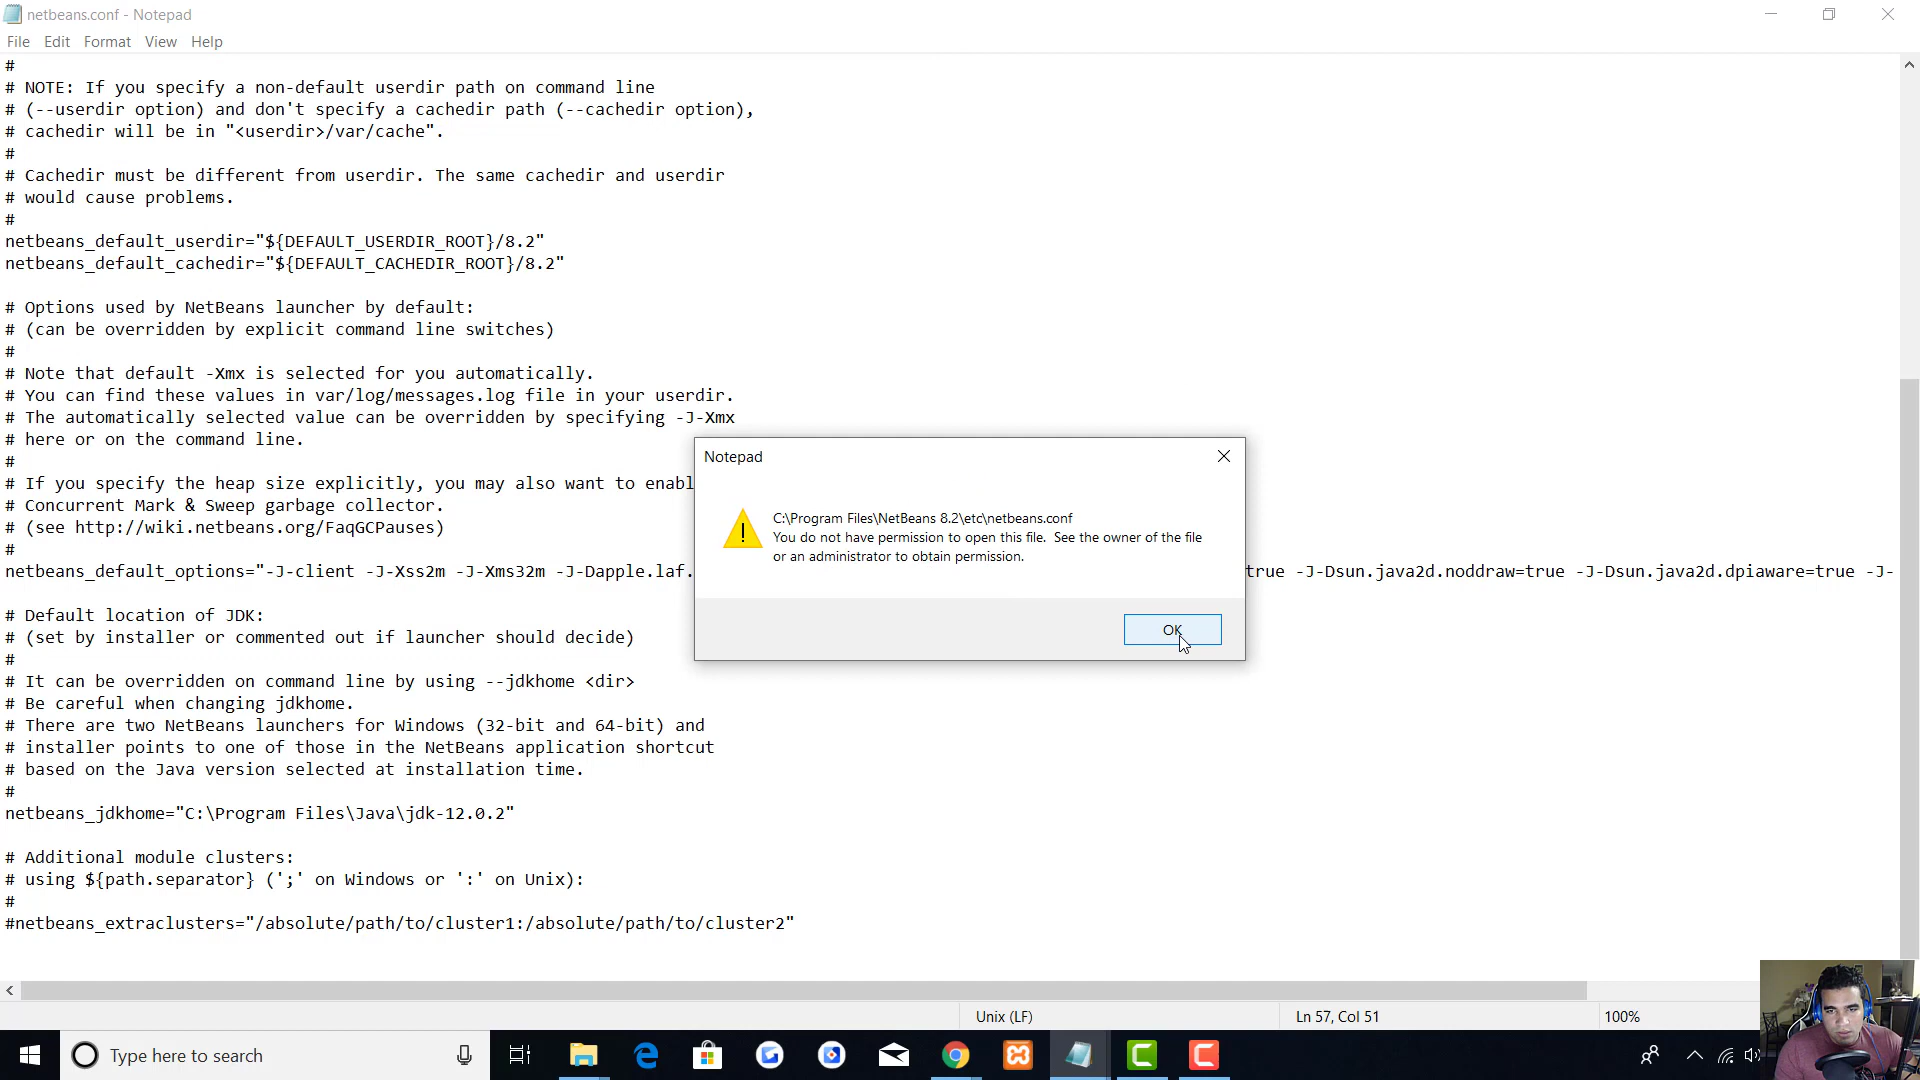 netbeans.conf - Notepad
File Edit Format View Help
#
# NOTE: If you specify a non-default userdir path on command line
# (--userdir option) and don't specify a cachedir path (--cachedir option),
# cachedir will be in "<userdir>/var/cache".
#
# Cachedir must be different from userdir. The same cachedir and userdir
# would cause problems.
#
netbeans_default_userdir="${DEFAULT_USERDIR_ROOT}/8.2"
netbeans_default_cachedir="${DEFAULT_CACHEDIR_ROOT}/8.2"
# Options used by NetBeans launcher by default:
# (can be overridden by explicit command line switches)
#
# Note that default -Xmx is selected for you automatically.
# You can find these values in var/log/messages.log file in your userdir.
# The automatically selected value can be overridden by specifying -J-Xmx
# here or on the command line.
#
# If you specify the heap size explicitly, you may also want to enabl
# Concurrent Mark & Sweep garbage collector.
# (see http://wiki.netbeans.org/FaqGCPauses)
#
netbeans_default_options="-J-client -J-Xss2m -J-Xms32m -J-Dapple.laf. true -J-Dsun.java2d.noddraw=true -J-Dsun.java2d.dpiaware=true -J-
# Default location of JDK:
# (set by installer or commented out if launcher should decide)
#
# It can be overridden on command line by using --jdkhome <dir>
# Be careful when changing jdkhome.
# There are two NetBeans launchers for Windows (32-bit and 64-bit) and
# installer points to one of those in the NetBeans application shortcut
# based on the Java version selected at installation time.
#
netbeans_jdkhome="C:\Program Files\Java\jdk-12.0.2"
# Additional module clusters:
# using ${path.separator} (';' on Windows or ':' on Unix):
#
#netbeans_extraclusters="/absolute/path/to/cluster1:/absolute/path/to/cluster2"
Notepad
C:\Program Files\NetBeans 8.2\etc\netbeans.conf
You do not have permission to open this file. See the owner of the file
or an administrator to obtain permission.
OK
Unix (LF) Ln 57, Col 51 100%
Type here to search